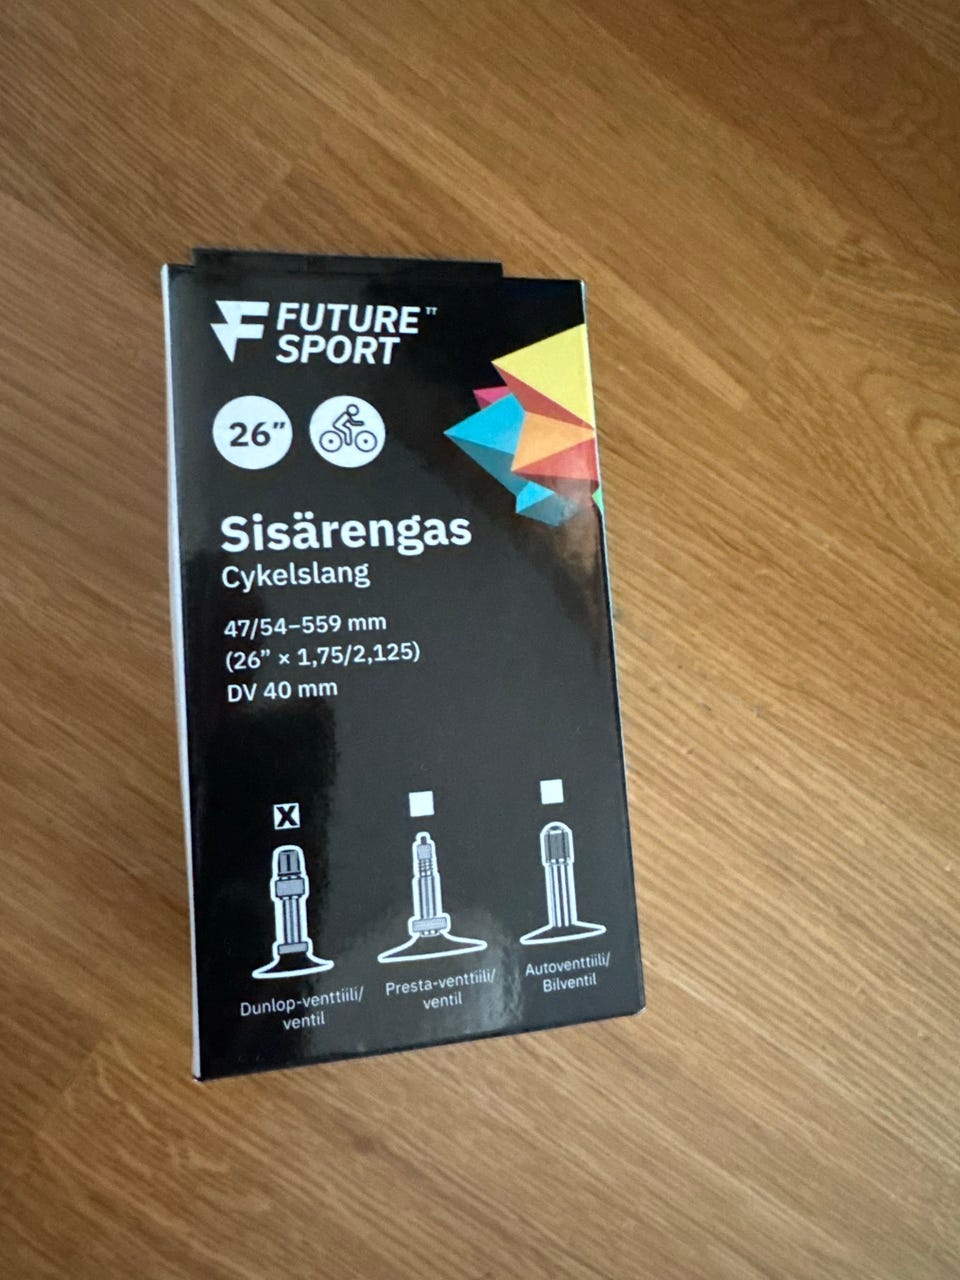 FUTURE TT
SPORT
26”
Sisärengas
Cykelslang
47/54–559 mm
(26” × 1,75/2,125)
DV 40 mm
X
Dunlop-venttiili/
ventil
Presta-venttiili/
ventil
Autoventtiili/
Bilventil